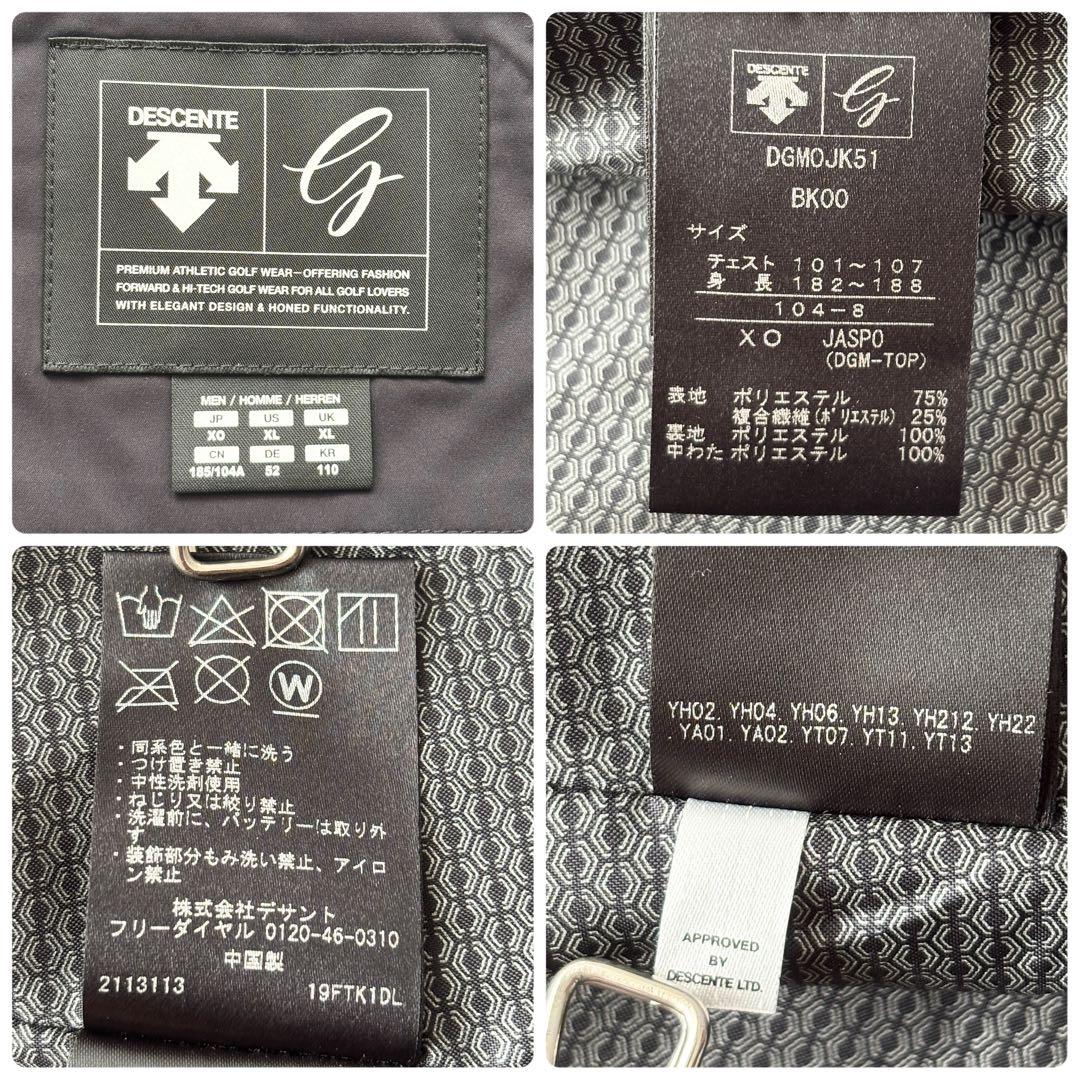 DESCENTE
G
PREMIUM ATHLETIC GOLF WEAR—OFFERING FASHION
FORWARD & HI-TECH GOLF WEAR FOR ALL GOLF LOVERS
WITH ELEGANT DESIGN & HONED FUNCTIONALITY.
MEN / HOMME / HERREN
JP US UK
XO XL XL
CN DE KR
185/104A 52 110
DESCENTE
G
DGMOJK51
BK00
サイズ
チェスト 101～107
身長 182～188
104-8
XO JASPO
(DGM-TOP)
表地 ポリエステル 75%
複合繊維(ポリエステル) 25%
裏地 ポリエステル 100%
中わた ポリエステル 100%
W
・同系色と一緒に洗う
・つけ置き禁止
・中性洗剤使用
・ねじり又は絞り禁止
・洗濯前に、バッテリーは取り外
す
・装飾部分もみ洗い禁止、アイロ
ン禁止
株式会社デサント
フリーダイヤル 0120-46-0310
中国製
2113113 19FTK1DL
YH02. YH04. YH06. YH13. YH212. YH22
. YA01. YA02. YT07. YT11. YT13
APPROVED
BY
DESCENTE LTD.